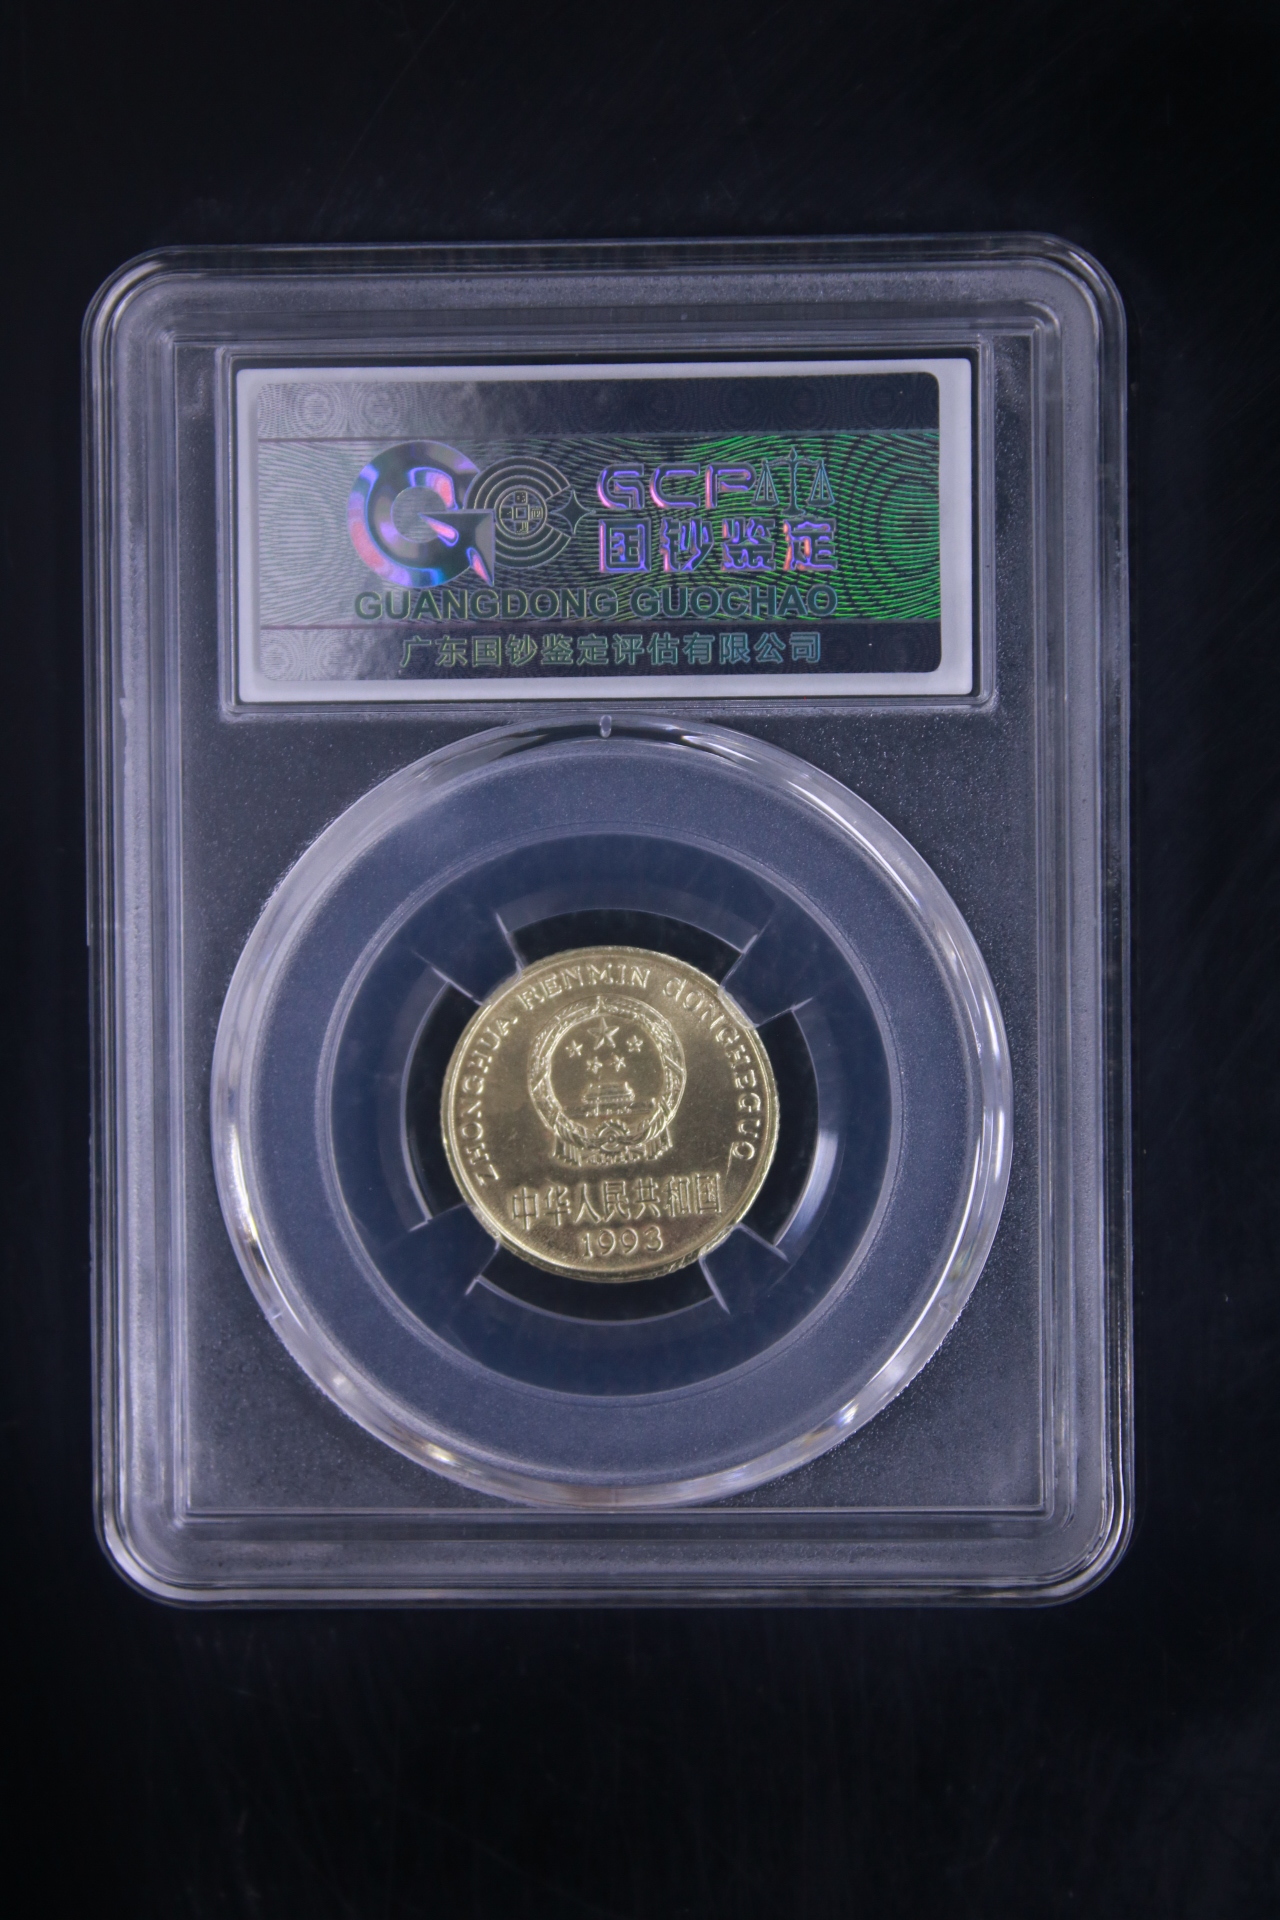 GCP
国钞鉴定
GUANGDONG GUOCHAO
广东国钞鉴定评估有限公司
ZHONGHUA RENMIN GONGHEGUO
中华人民共和国
1993